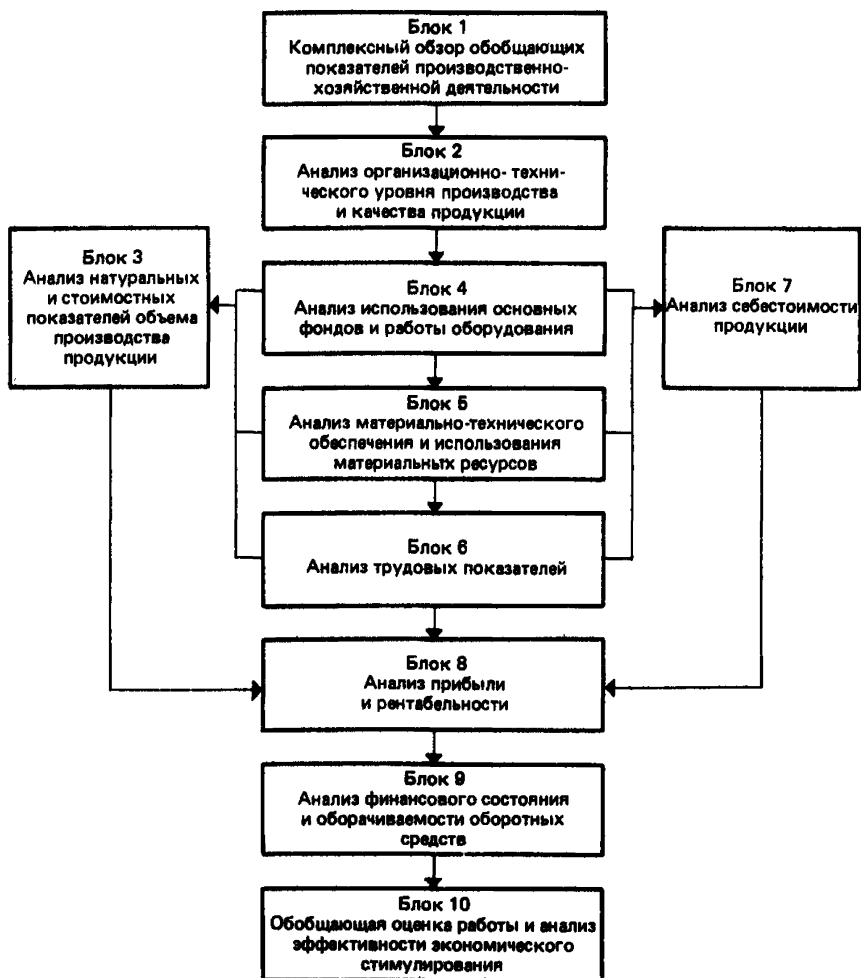 Блок 1
Комплексный обзор обобщающих
показателей производственно-
хозяйственной деятельности
Блок 2
Анализ организационно-техни-
ческого уровня производства
и качества продукции
Блок 3
Анализ натуральных
и стоимостных
показателей объема
производства
продукции
Блок 4
Анализ использования основных
фондов и работы оборудования
Блок 7
Анализ себестоимости
продукции
Блок 5
Анализ материально-технического
обеспечения и использования
материальных ресурсов
Блок 6
Анализ трудовых показателей
Блок 8
Анализ прибыли
и рентабельности
Блок 9
Анализ финансового состояния
и оборачиваемости оборотных
средств
Блок 10
Обобщающая оценка работы и анализ
эффективности экономического
стимулирования